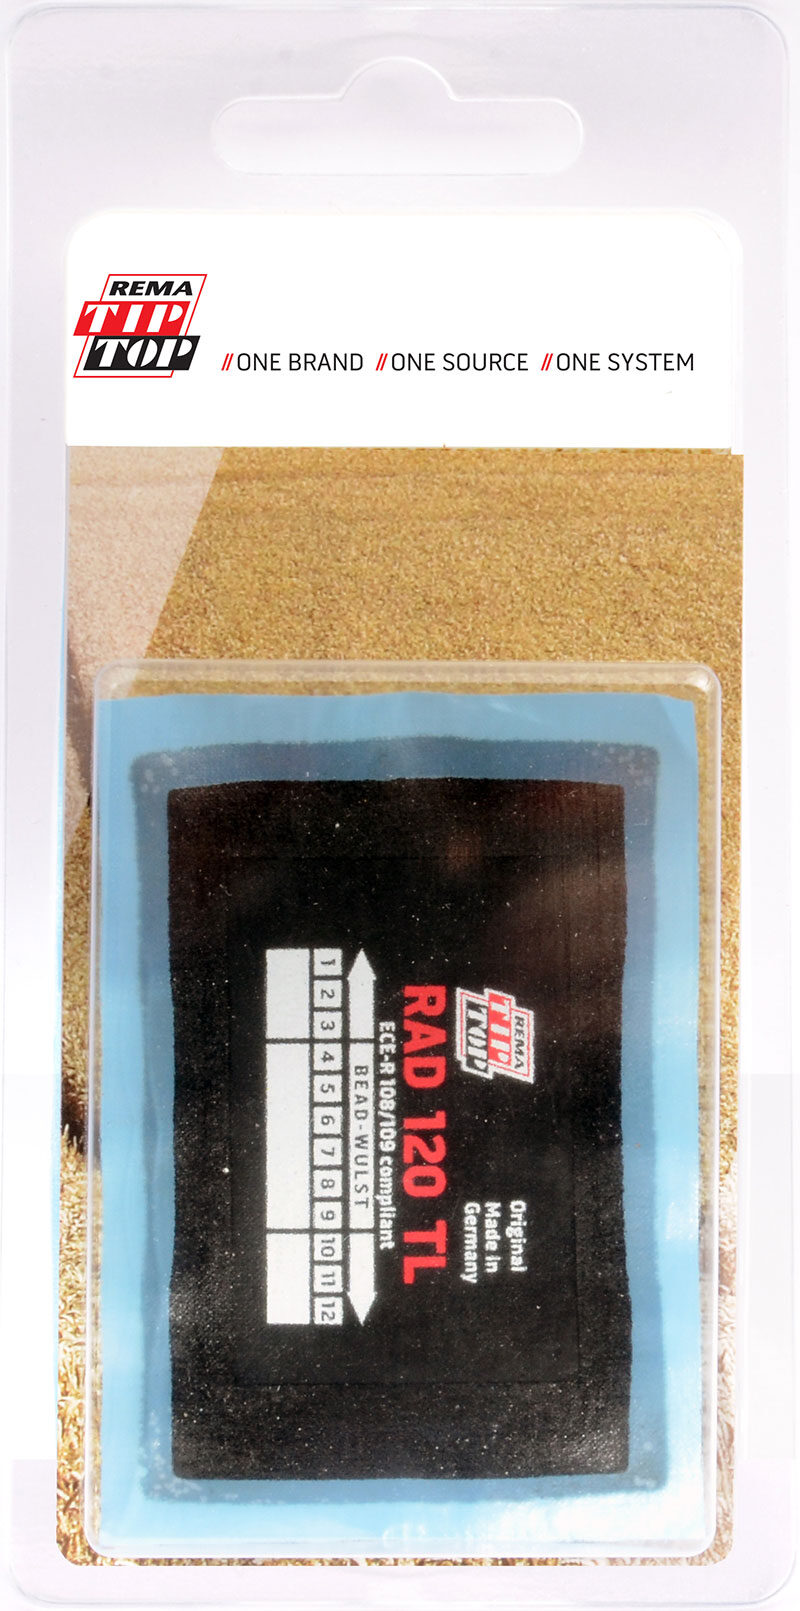 REMA
TIP
TOP
//ONE BRAND //ONE SOURCE //ONE SYSTEM
REMA
TIP
TOP
Original
Made in
Germany
RAD 120 TL
ECE-R 108/109 compliant
BEAD-WULST
1 2 3 4 5 6 7 8 9 10 11 12